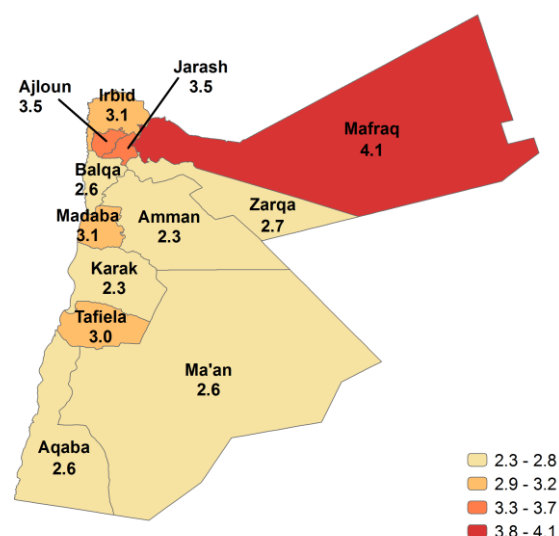 Jarash
3.5
Ajloun
3.5
Irbid
3.1
Mafraq
4.1
Balqa
2.6
Zarqa
2.7
Madaba
3.1
Amman
2.3
Karak
2.3
Tafiela
3.0
Ma'an
2.6
Aqaba
2.6
2.3 - 2.8
2.9 - 3.2
3.3 - 3.7
3.8 - 4.1